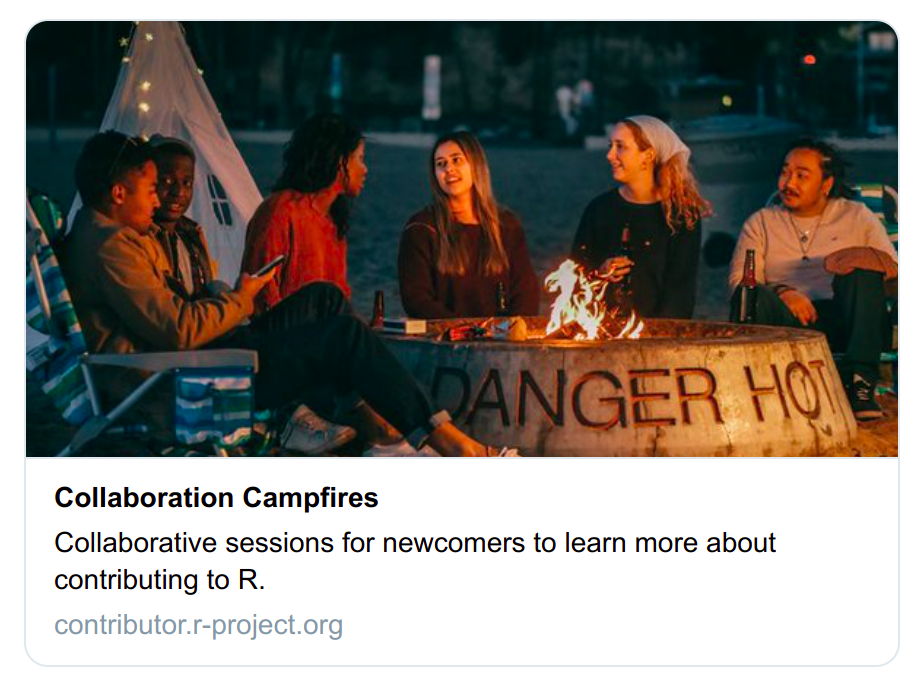 DANGER HOT
Collaboration Campfires
Collaborative sessions for newcomers to learn more about
contributing to R.
contributor.r-project.org